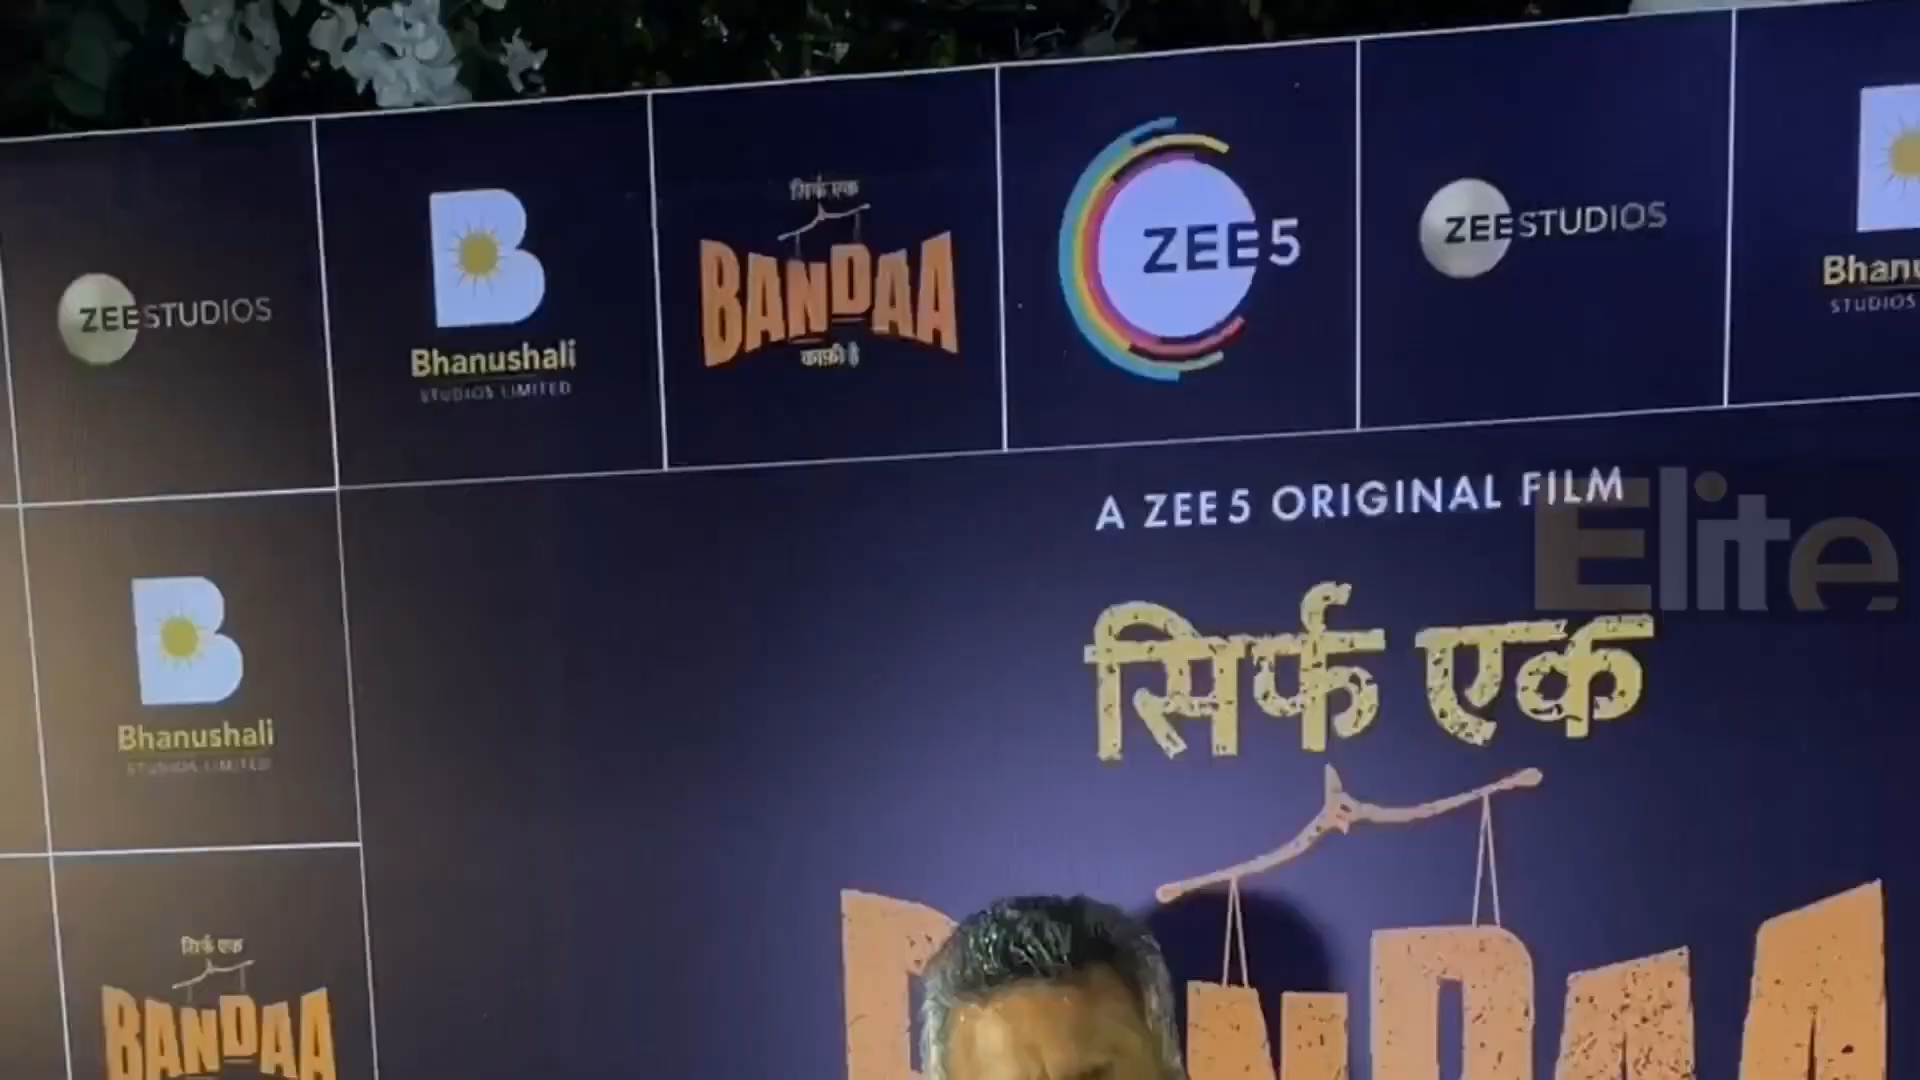 ZEESTUDIOS
Bhanushali
STUDIOS LIMITED
सिर्फ एक
BANDAA
काफ़ी है
ZEE5
ZEESTUDIOS
Bhanu
STUDIOS
A ZEE5 ORIGINAL FILM
Elite
सिर्फ एक
Bhanushali
STUDIOS LIMITED
सिर्फ एक
BANDAA